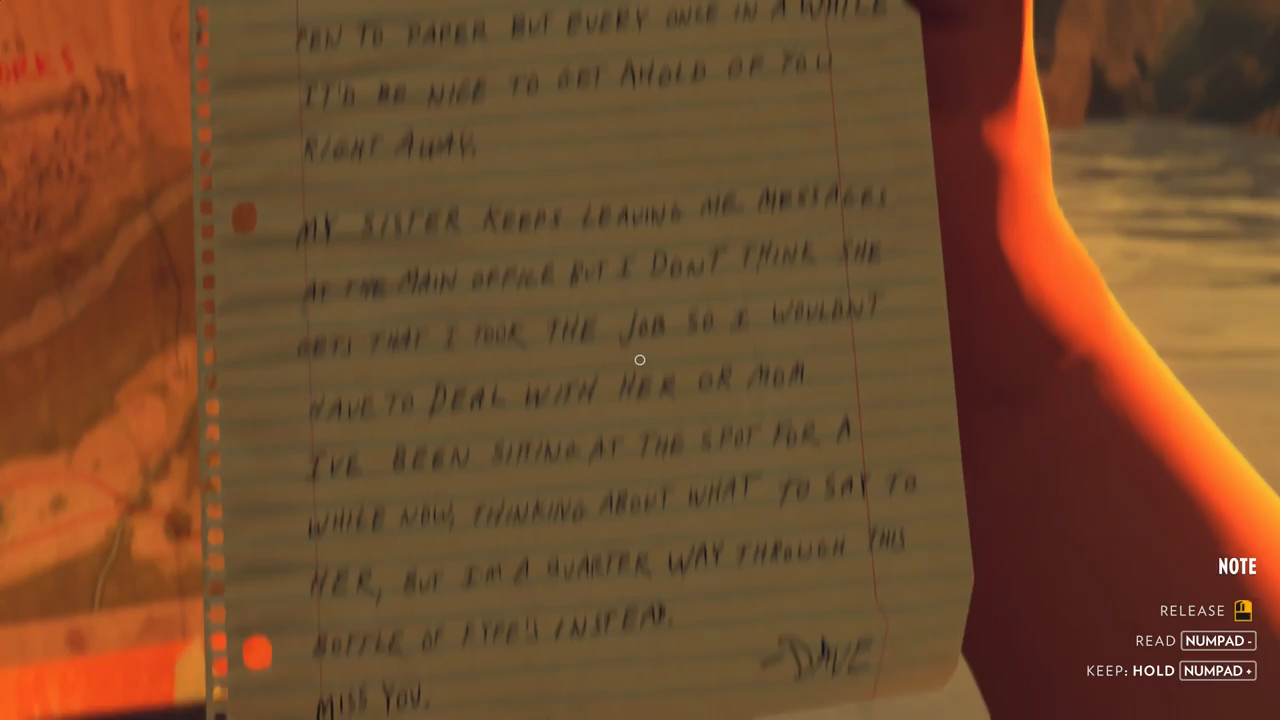 ORKS
PEN TO PAPER BUT EVERY ONCE IN A WHILE
IT'D BE NICE TO GET AHOLD OF YOU
RIGHT AWAY.
MY SISTER KEEPS LEAVING ME MESSAGES
AT THE MAIN OFFICE BUT I DON'T THINK SHE
GETS THAT I TOOK THE JOB SO I WOULDN'T
HAVE TO DEAL WITH HER OR MOM
I'VE BEEN SITTING AT THE SPOT FOR A
WHILE NOW, THINKING ABOUT WHAT TO SAY TO
HER, BUT I'M A QUARTER WAY THROUGH THIS
BOTTLE OF FYFE'S INSTEAD.
-DAVE
MISS YOU.
NOTE
RELEASE
READ NUMPAD -
KEEP: HOLD NUMPAD +